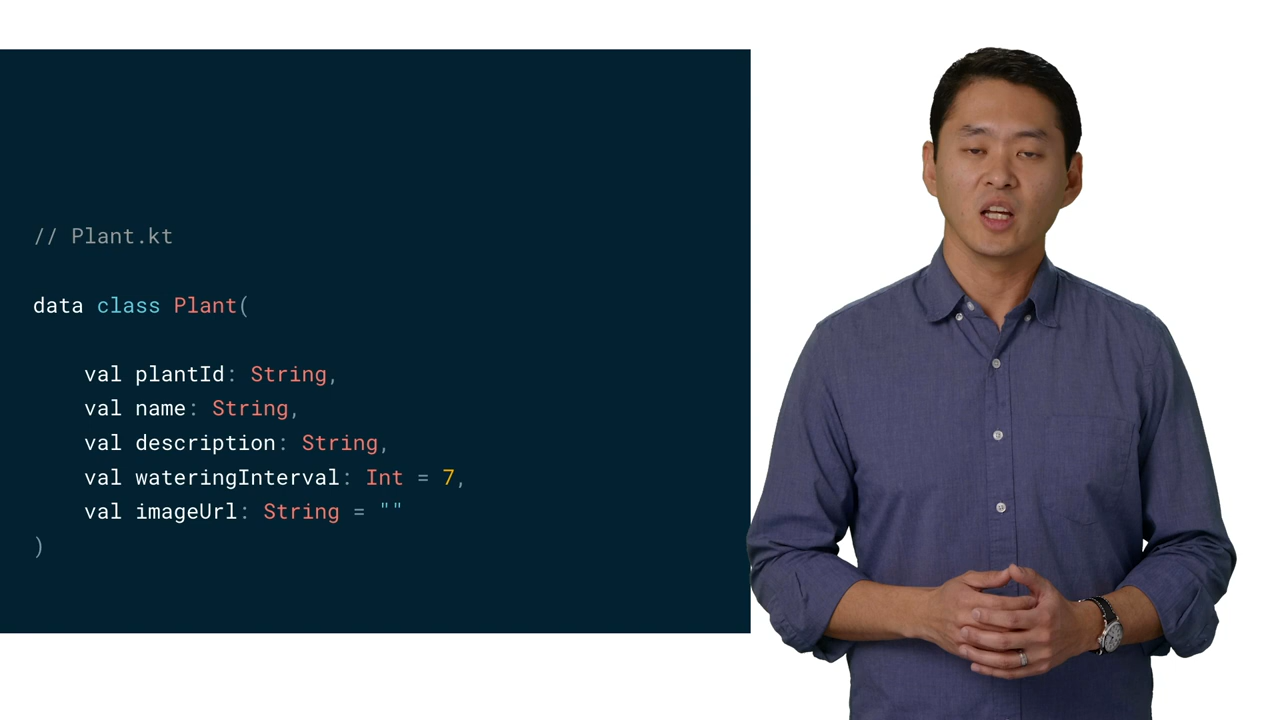 // Plant.kt
data class Plant(
val plantId: String,
val name: String,
val description: String,
val wateringInterval: Int = 7,
val imageUrl: String = ""
)